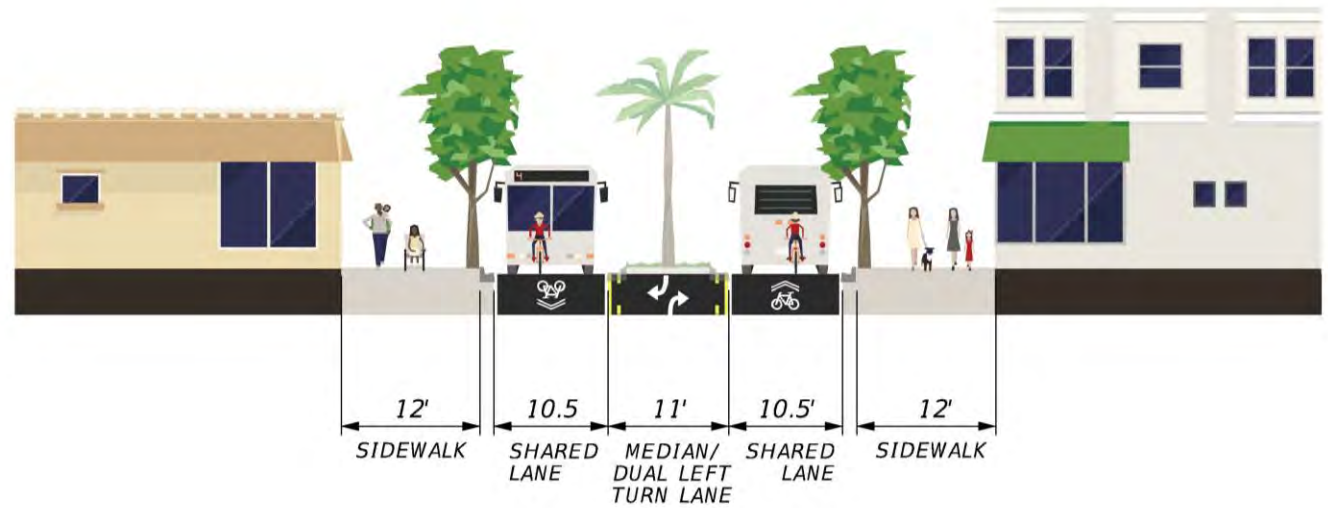 4
12'
10.5
11'
10.5'
12'
SIDEWALK
SHARED
LANE
MEDIAN/
DUAL LEFT
TURN LANE
SHARED
LANE
SIDEWALK